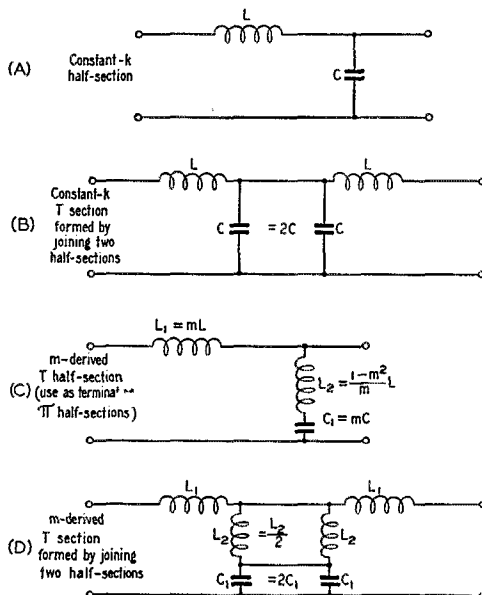 L
(A)
Constant-k
half-section
C
L
L
Constant-k
T section
(B)
formed by
joining two
half-sections
C = 2C C
L₁ = mL
m-derived
T half-section
(C)
(use as
π half-sections)
L₂ = 1-m²/m L
C₁ = mC
L₁
L₁
m-derived
(D)
T section
formed by joining
two half-sections
L₂ = L₂/2 L₂
C₁ = 2C₁ C₁